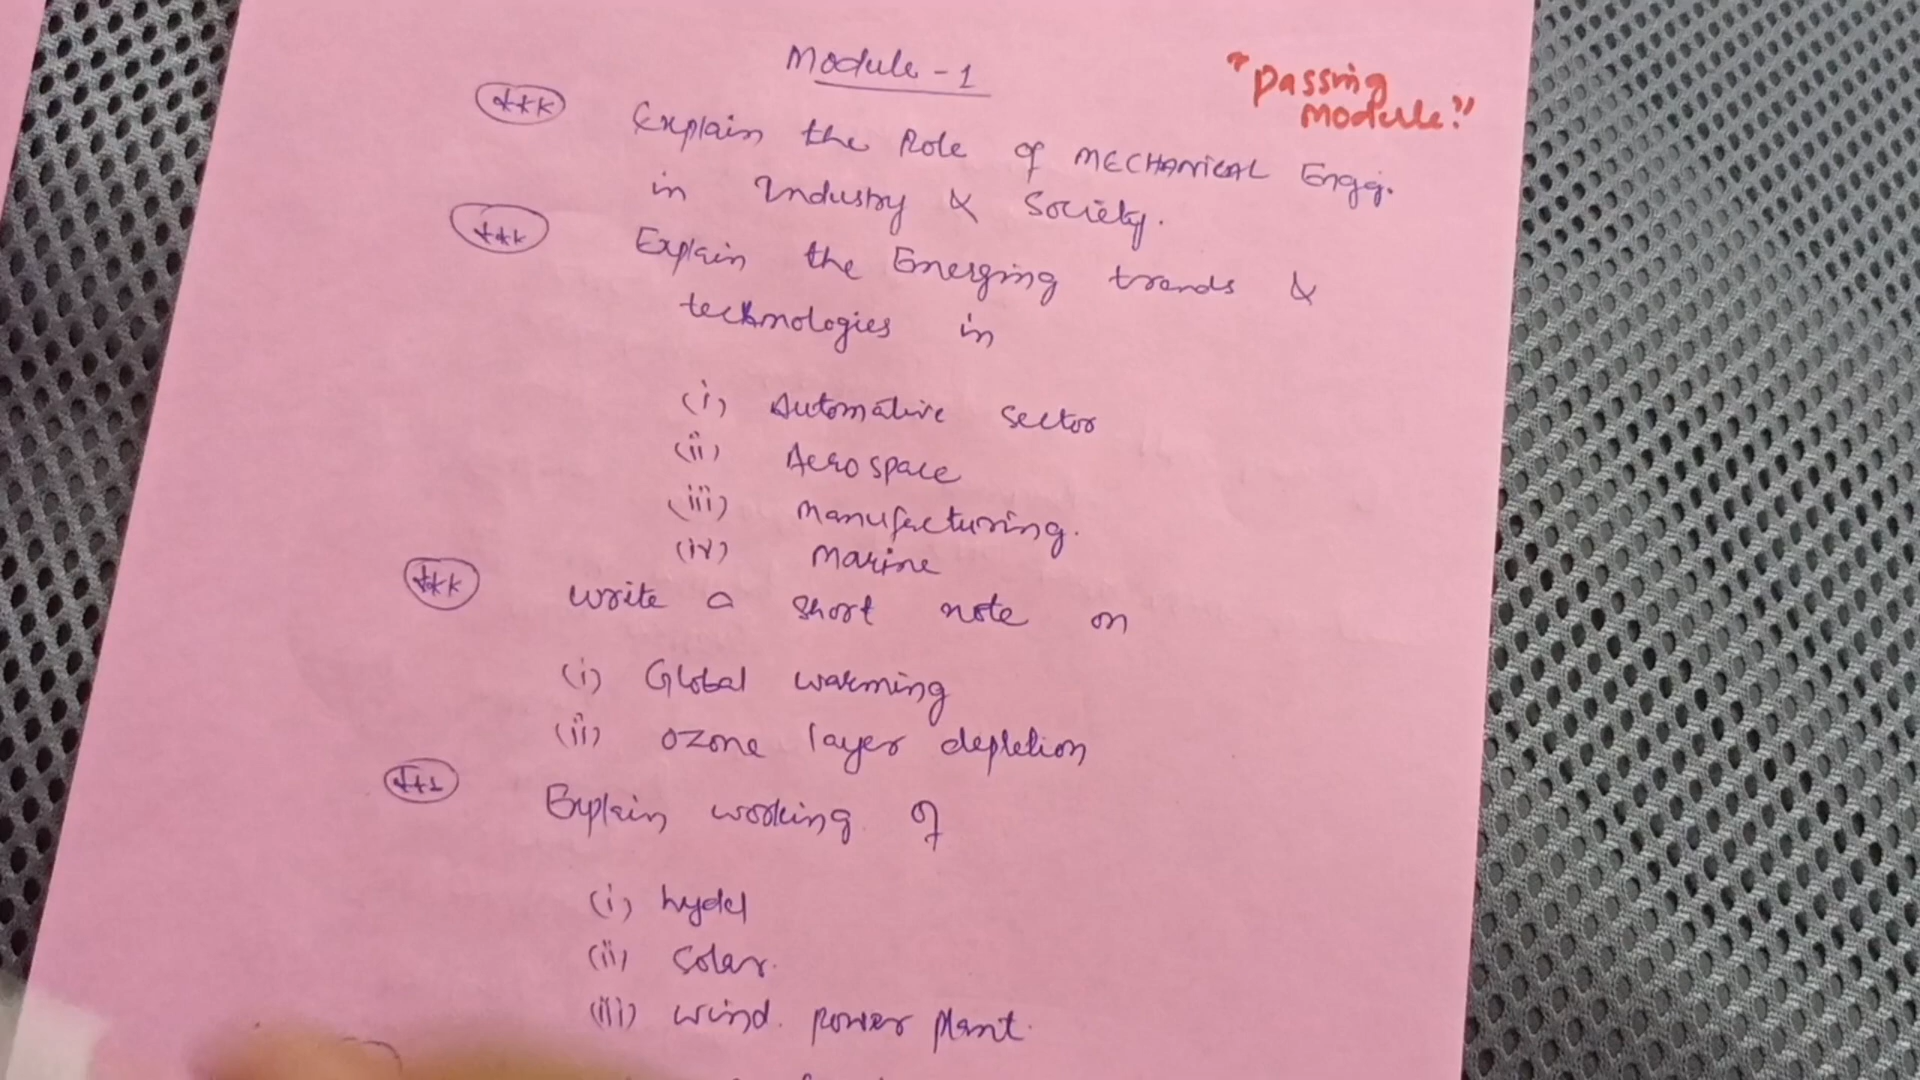 Module - 1
"Passing
Module"
*** Explain the Role of MECHANICAL Engg.
in Industry & Society.
*** Explain the Emerging trends &
technologies in
(i) Automative sector
(ii) Aerospace
(iii) manufacturing.
(iv) marine
*** write a short note on
(i) Global warming
(ii) ozone layer depletion
*** Explain working of
(i) hydel
(ii) solar.
(iii) wind. power plant.